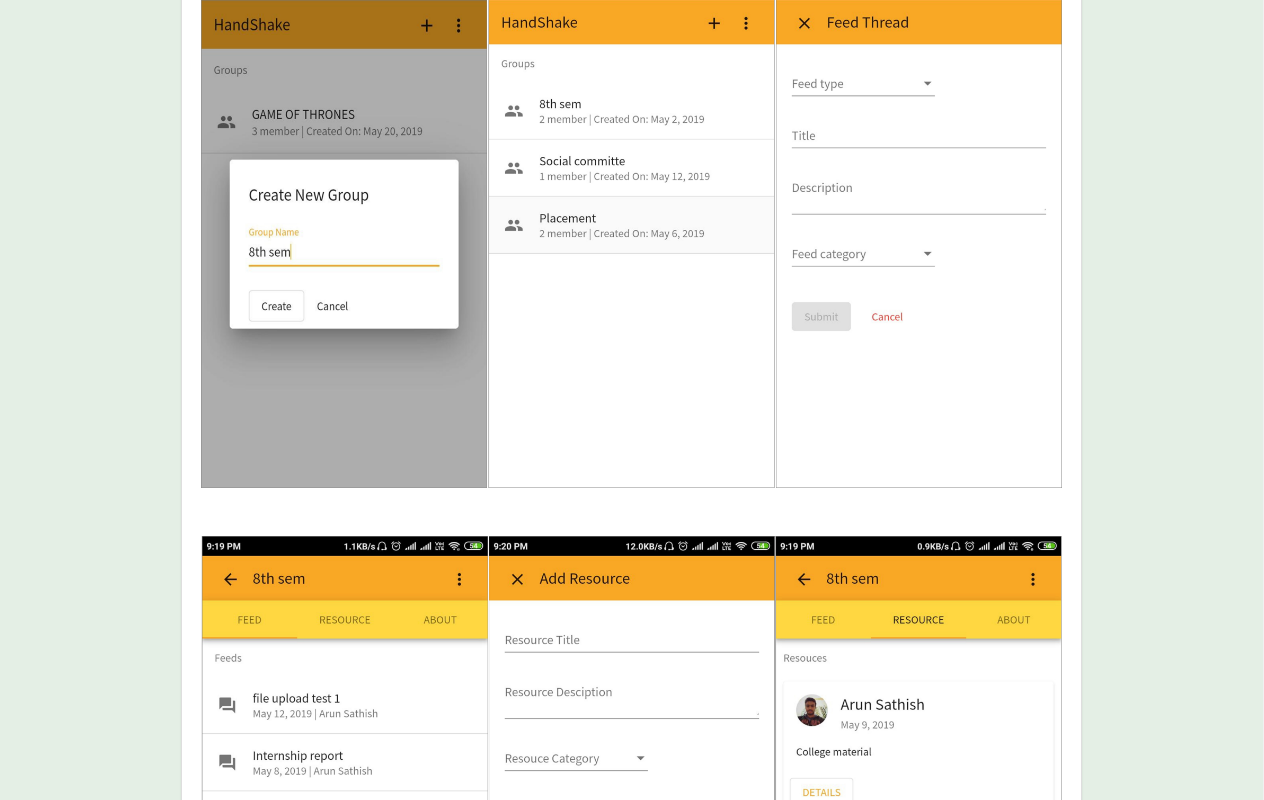 HandShake
Groups
GAME OF THRONES
3 member | Created On: May 20, 2019
Create New Group
Group Name
8th sem
Create
Cancel
HandShake
Groups
8th sem
2 member | Created On: May 2, 2019
Social committe
1 member | Created On: May 12, 2019
Placement
2 member | Created On: May 6, 2019
Feed Thread
Feed type
Title
Description
Feed category
Submit
Cancel
9:19 PM
1.1KB/s
54
8th sem
FEED
RESOURCE
ABOUT
Feeds
file upload test 1
May 12, 2019 | Arun Sathish
Internship report
May 8, 2019 | Arun Sathish
9:20 PM
12.0KB/s
Add Resource
Resource Title
Resource Desciption
Resouce Category
9:19 PM
0.9KB/s
54
8th sem
FEED
RESOURCE
ABOUT
Resouces
Arun Sathish
May 9, 2019
College material
DETAILS